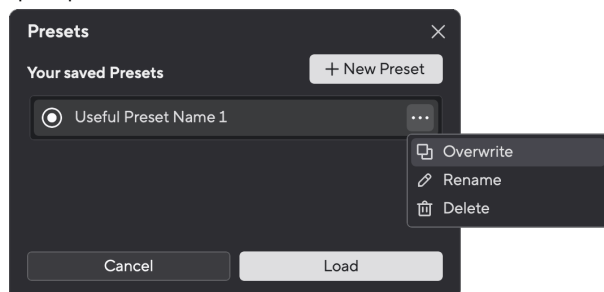 Presets
Your saved Presets
+ New Preset
Useful Preset Name 1
Overwrite
Rename
Delete
Cancel
Load